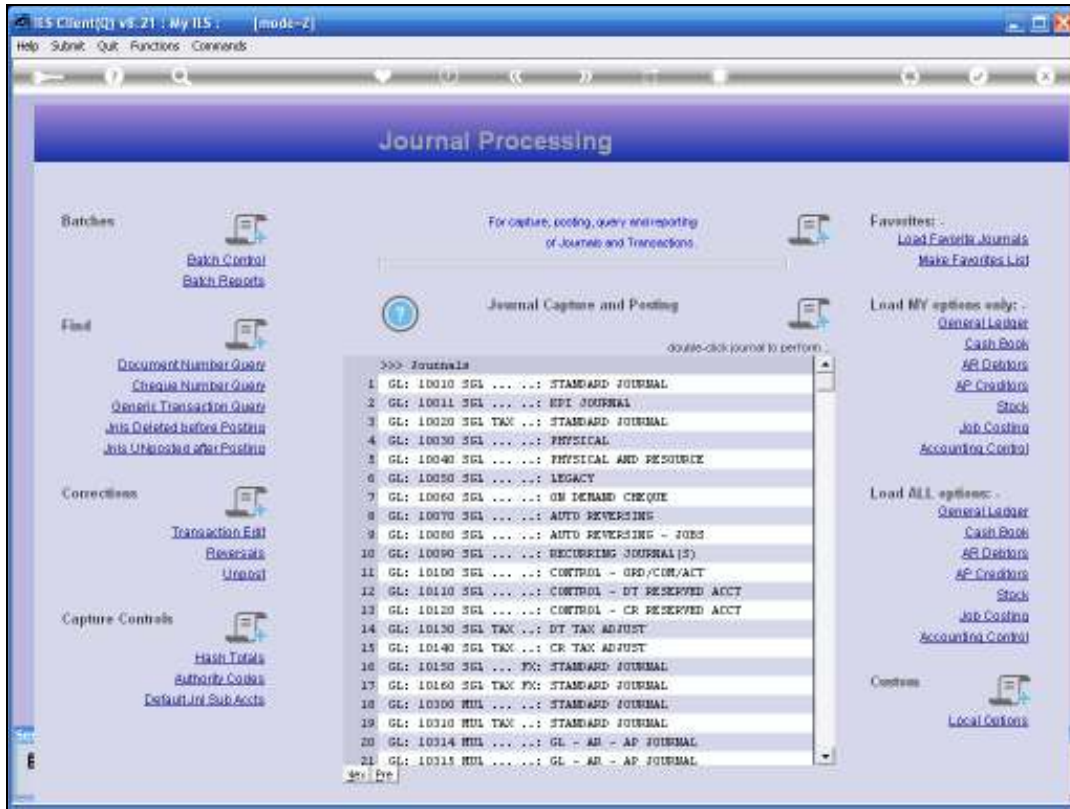 IES Client(Q) v8.21 : My IES : [mode=2]
Help Submit Quit Functions Commands
Journal Processing
Batches
Batch Control
Batch Reports
Find
Document Number Query
Cheque Number Query
Generic Transaction Query
Jnls Deleted before Posting
Jnls UNposted after Posting
Corrections
Transaction Edit
Reversals
Unpost
Capture Controls
Hash Totals
Authority Codes
Default Jnl Sub Accts
For capture, posting, query and reporting
of Journals and Transactions.
Journal Capture and Posting
double-click journal to perform :
>>> Journals
1 GL: 10010 SGL ... ..: STANDARD JOURNAL
2 GL: 10011 SGL ... ..: KPI JOURNAL
3 GL: 10020 SGL TAX ..: STANDARD JOURNAL
4 GL: 10030 SGL ... ..: PHYSICAL
5 GL: 10040 SGL ... ..: PHYSICAL AND RESOURCE
6 GL: 10050 SGL ... ..: LEGACY
7 GL: 10060 SGL ... ..: ON DEMAND CHEQUE
8 GL: 10070 SGL ... ..: AUTO REVERSING
9 GL: 10080 SGL ... ..: AUTO REVERSING - JOBS
10 GL: 10090 SGL ... ..: RECURRING JOURNAL(S)
11 GL: 10100 SGL ... ..: CONTROL - ORD/COM/ACT
12 GL: 10110 SGL ... ..: CONTROL - DT RESERVED ACCT
13 GL: 10120 SGL ... ..: CONTROL - CR RESERVED ACCT
14 GL: 10130 SGL TAX ..: DT TAX ADJUST
15 GL: 10140 SGL TAX ..: CR TAX ADJUST
16 GL: 10150 SGL ... FX: STANDARD JOURNAL
17 GL: 10160 SGL TAX FX: STANDARD JOURNAL
18 GL: 10300 MUL ... ..: STANDARD JOURNAL
19 GL: 10310 MUL TAX ..: STANDARD JOURNAL
20 GL: 10314 MUL ... ..: GL - AR - AP JOURNAL
21 GL: 10315 MUL ... ..: GL - AR - AP JOURNAL
Nex Pre
Favorites: -
Load Favorite Journals
Make Favorites List
Load MY options only: -
General Ledger
Cash Book
AR Debtors
AP Creditors
Stock
Job Costing
Accounting Control
Load ALL options: -
General Ledger
Cash Book
AR Debtors
AP Creditors
Stock
Job Costing
Accounting Control
Custom
Local Options